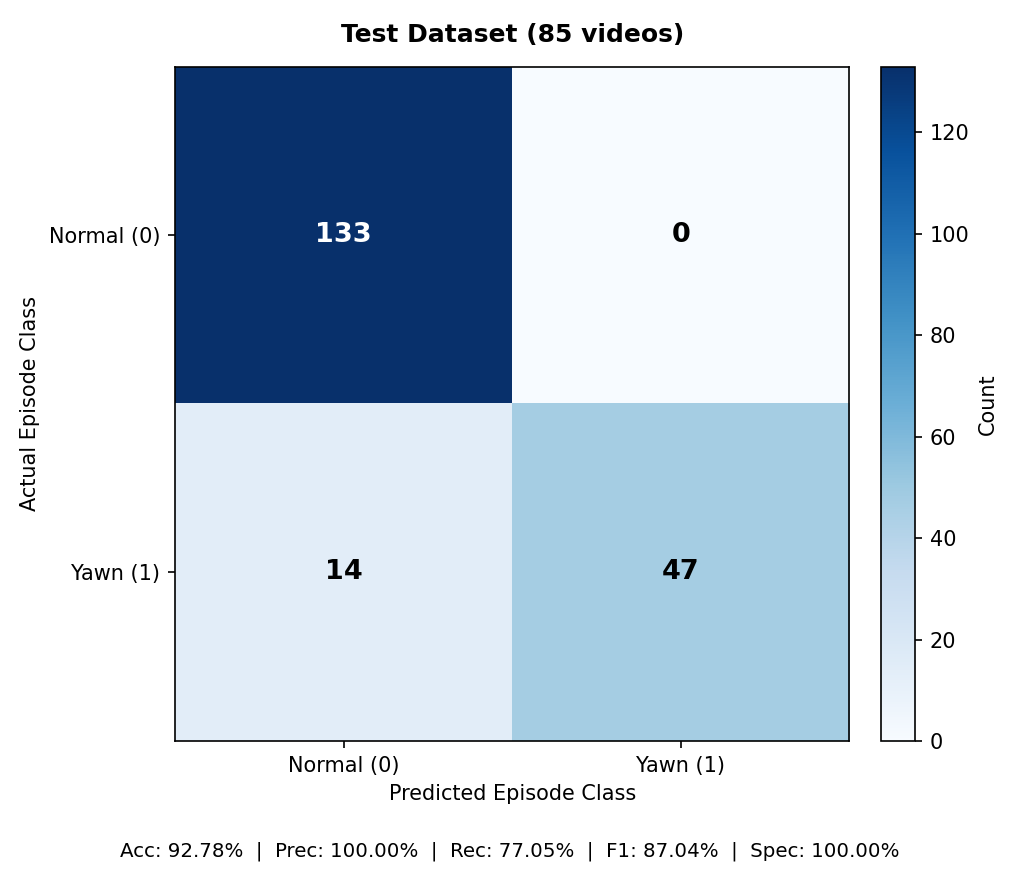 Test Dataset (85 videos)
Normal (0)
Yawn (1)
Actual Episode Class
133
0
14
47
Normal (0)
Yawn (1)
Predicted Episode Class
120
100
80
60
40
20
0
Count
Acc: 92.78% | Prec: 100.00% | Rec: 77.05% | F1: 87.04% | Spec: 100.00%